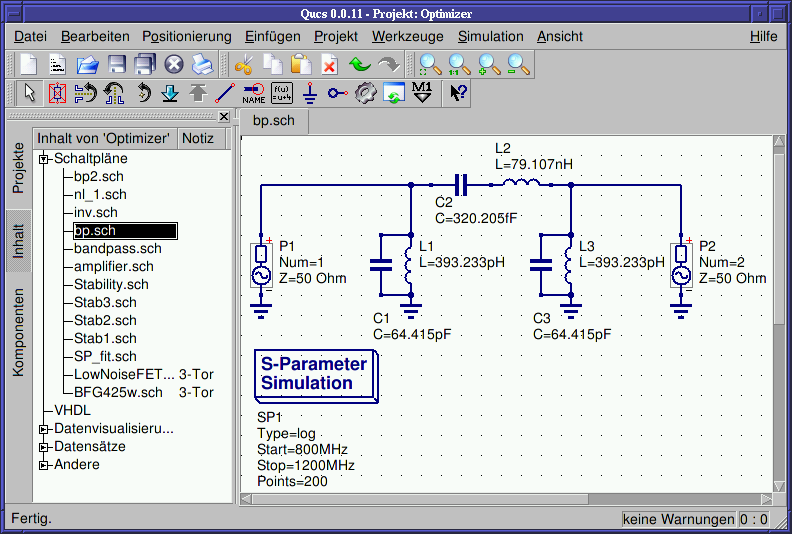 Qucs 0.0.11 - Projekt: Optimizer
Datei Bearbeiten Positionierung Einfügen Projekt Werkzeuge Simulation Ansicht Hilfe
1:1
NAME
f(u)
u=4
M1
?
bp.sch
Projekte
Inhalt
Komponenten
Inhalt von 'Optimizer' Notiz
Schaltpläne
bp2.sch
nl_1.sch
inv.sch
bp.sch
bandpass.sch
amplifier.sch
Stability.sch
Stab3.sch
Stab2.sch
Stab1.sch
SP_fit.sch
LowNoiseFET... 3-Tor
BFG425w.sch 3-Tor
VHDL
Datenvisualisieru...
Datensätze
Andere
L2
L=79.107nH
C2
C=320.205fF
P1
Num=1
Z=50 Ohm
L1
L=393.233pH
L3
L=393.233pH
P2
Num=2
Z=50 Ohm
C1
C=64.415pF
C3
C=64.415pF
S-Parameter
Simulation
SP1
Type=log
Start=800MHz
Stop=1200MHz
Points=200
Fertig.
keine Warnungen 0 : 0